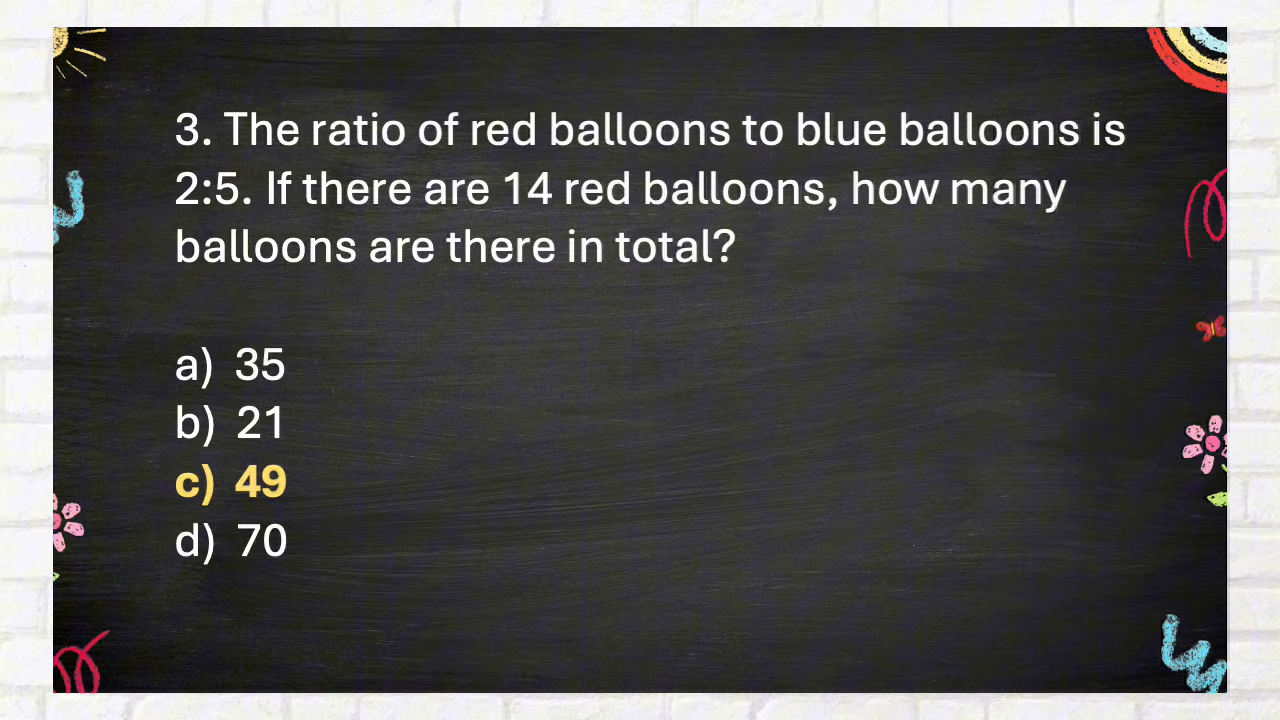 3. The ratio of red balloons to blue balloons is
2:5. If there are 14 red balloons, how many
balloons are there in total?
a) 35
b) 21
c) 49
d) 70